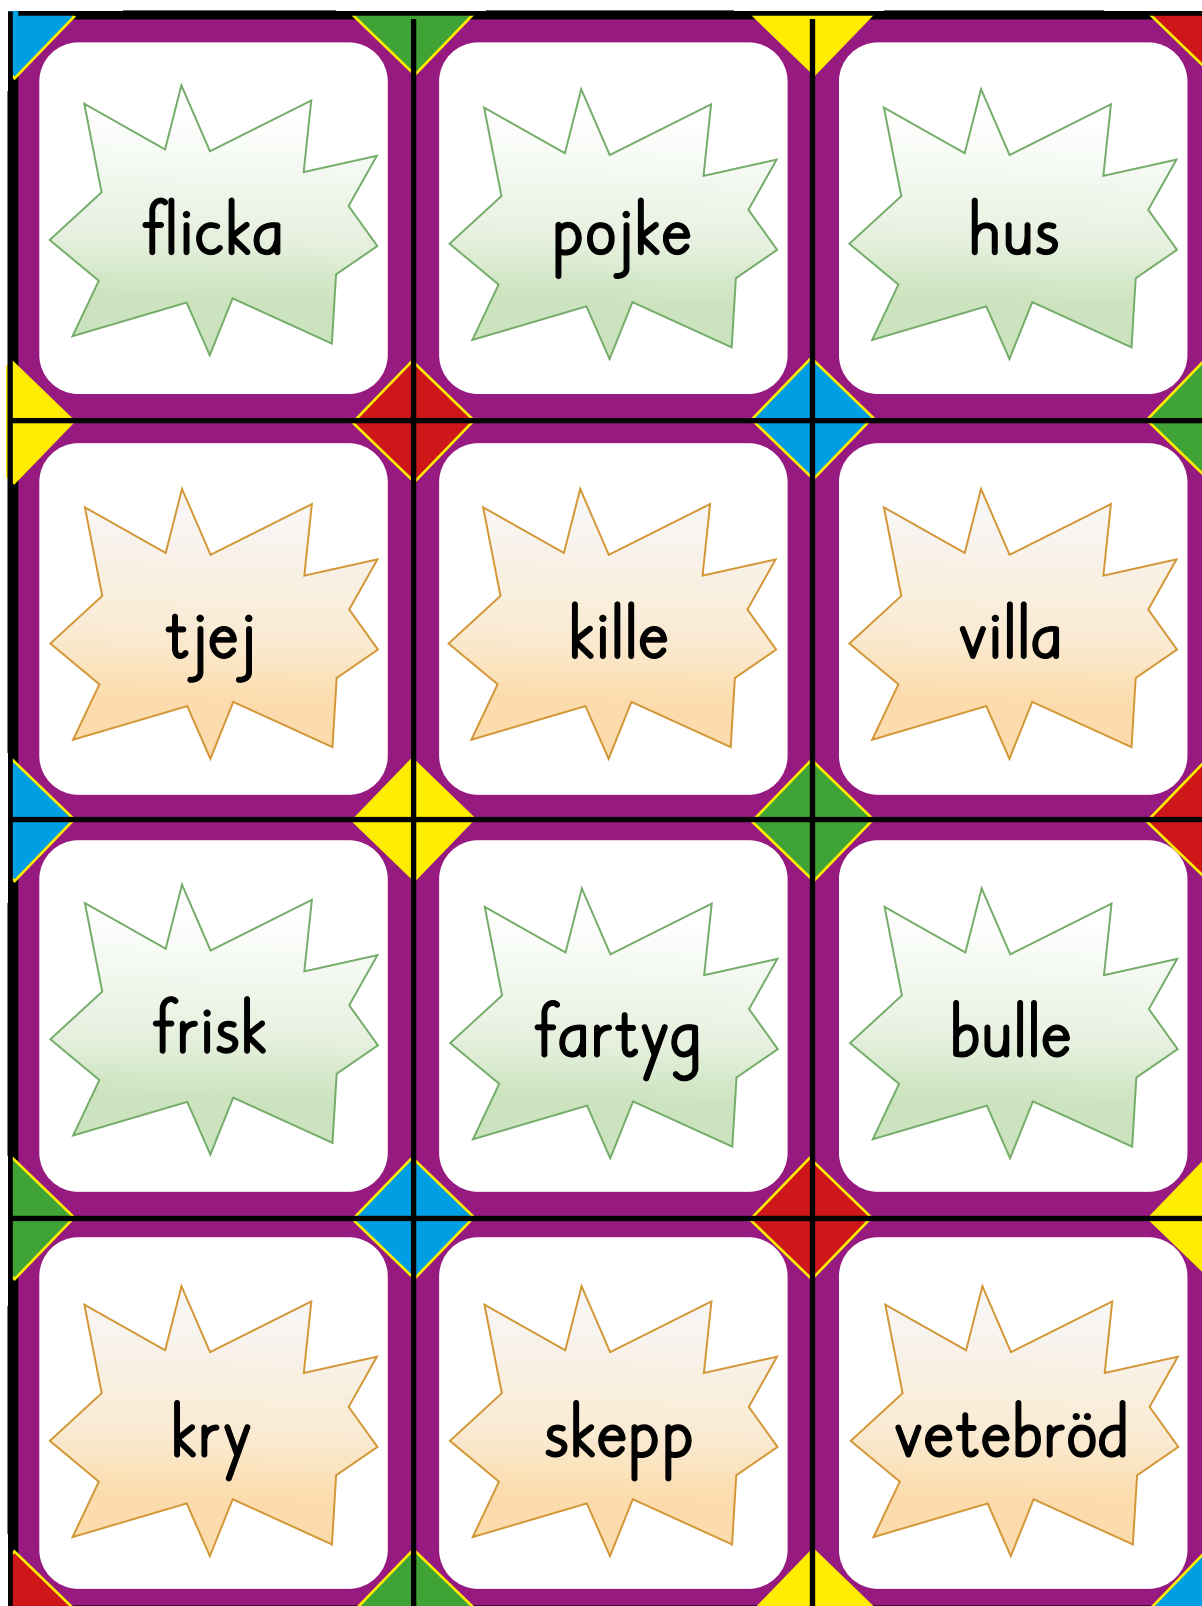 flicka
pojke
hus
tjej
kille
villa
frisk
fartyg
bulle
kry
skepp
vetebröd